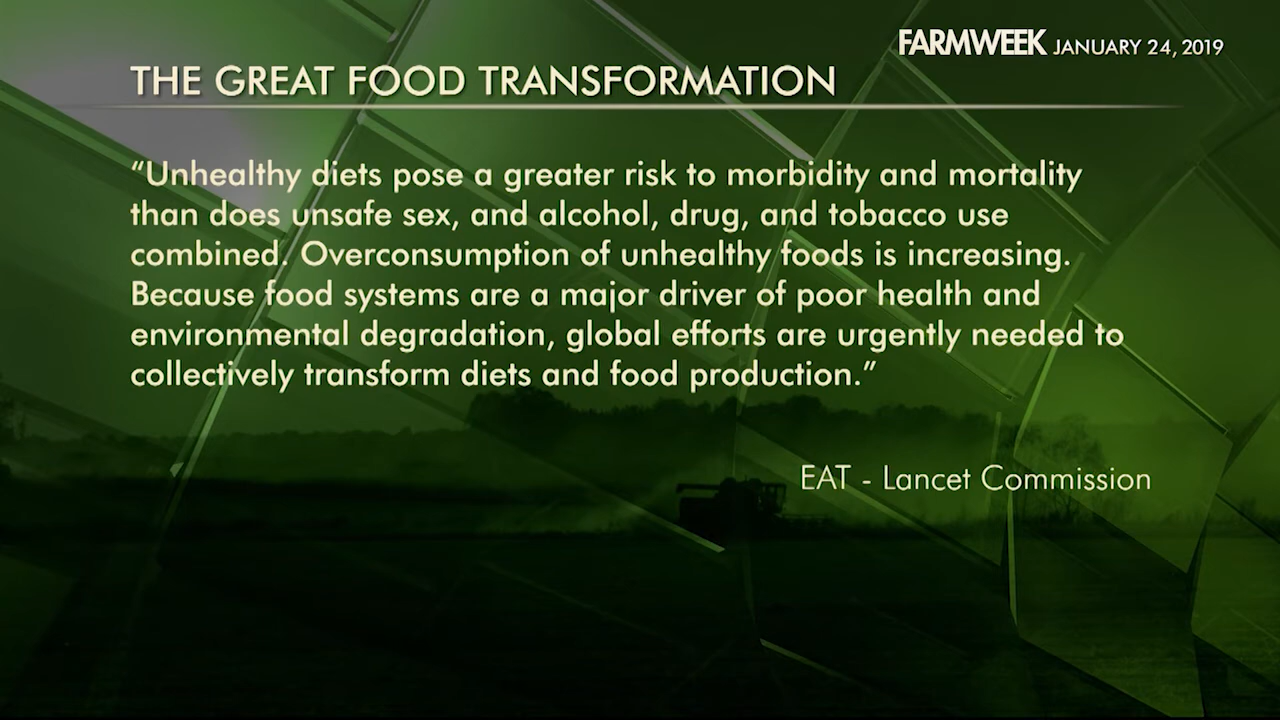 FARMWEEK JANUARY 24, 2019
THE GREAT FOOD TRANSFORMATION
“Unhealthy diets pose a greater risk to morbidity and mortality
than does unsafe sex, and alcohol, drug, and tobacco use
combined. Overconsumption of unhealthy foods is increasing.
Because food systems are a major driver of poor health and
environmental degradation, global efforts are urgently needed to
collectively transform diets and food production.”
EAT - Lancet Commission